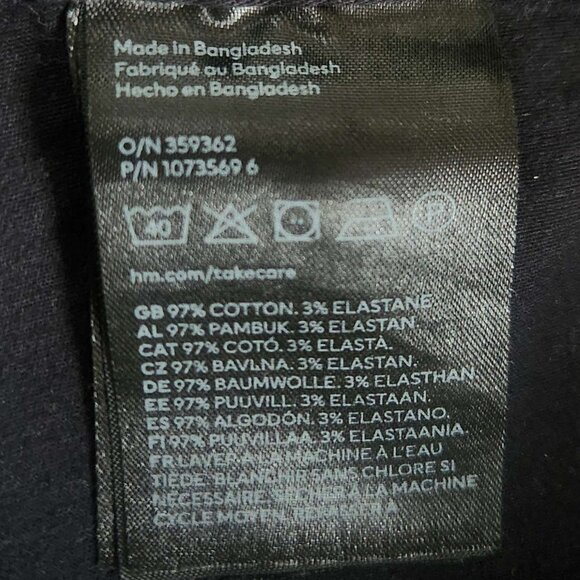 Made in Bangladesh
Fabriqué au Bangladesh
Hecho en Bangladesh
O/N 359362
P/N 1073569 6
40 P
hm.com/takecare
GB 97% COTTON. 3% ELASTANE
AL 97% PAMBUK. 3% ELASTAN.
CAT 97% COTÓ. 3% ELASTÀ.
CZ 97% BAVLNA. 3% ELASTAN.
DE 97% BAUMWOLLE. 3% ELASTHAN
EE 97% PUUVILL. 3% ELASTAAN.
ES 97% ALGODÓN. 3% ELASTANO.
FI 97% PUUVILLAA. 3% ELASTAANIA.
FR LAVER À LA MACHINE À L'EAU
TIÈDE. BLANCHIR SANS CHLORE SI
NÉCESSAIRE SÉCHER À LA MACHINE
CYCLE